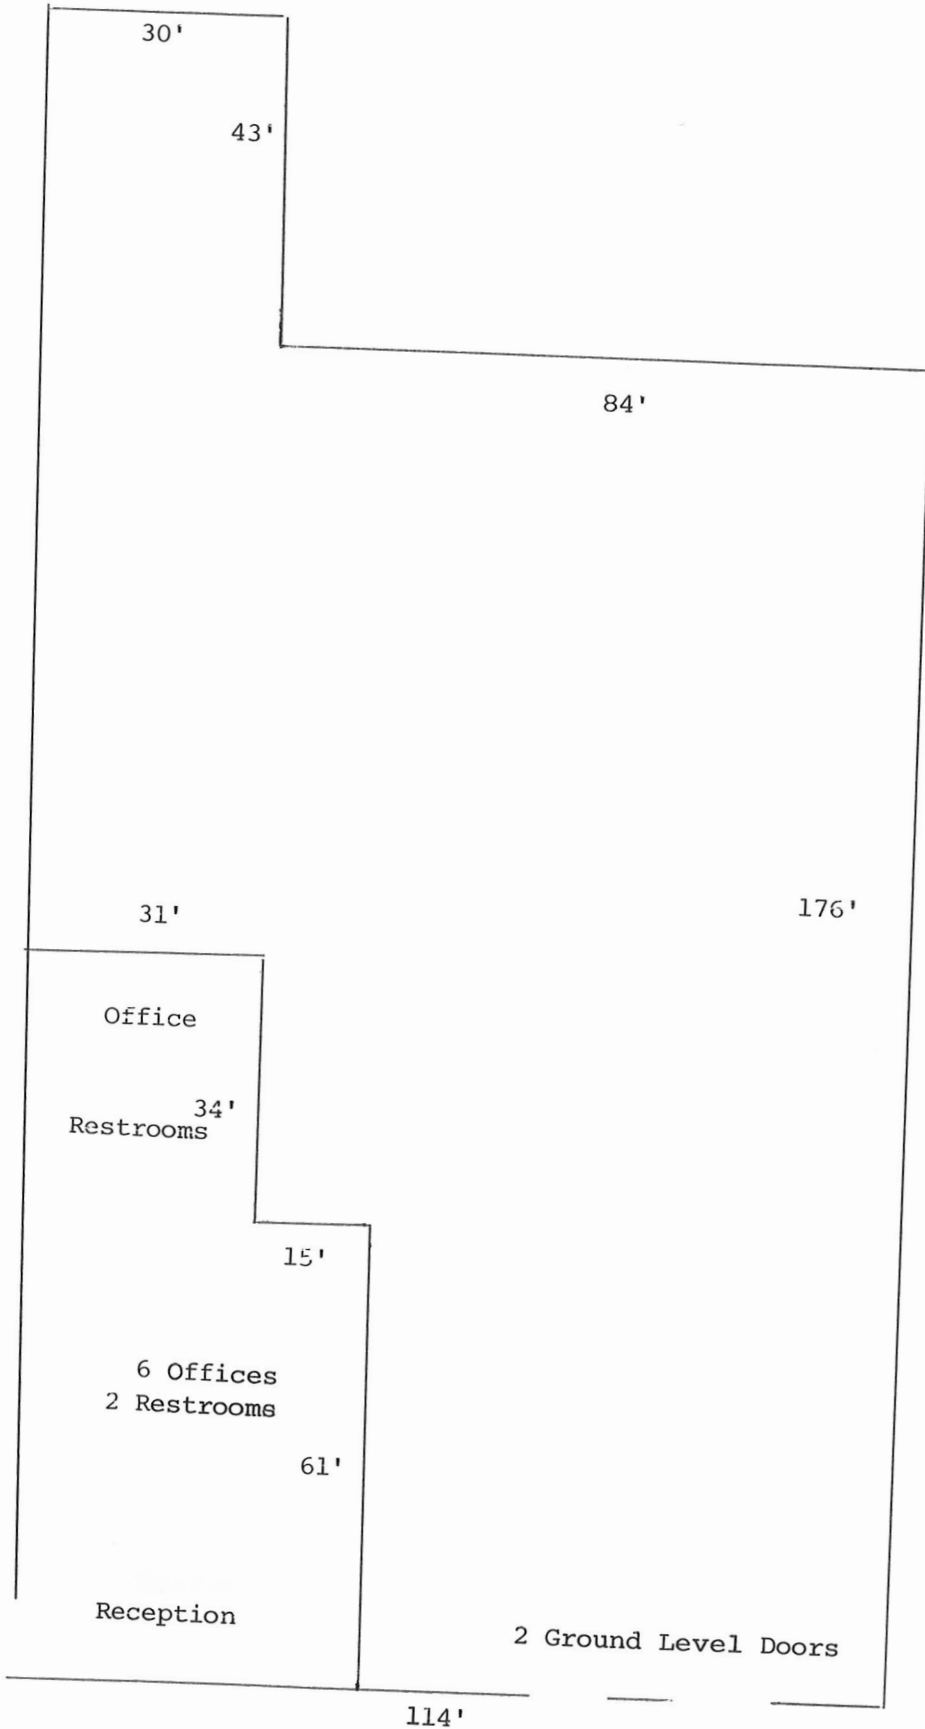 30'
43'
84'
31'
176'
Office
34'
Restrooms
15'
6 Offices
2 Restrooms
61'
Reception
2 Ground Level Doors
114'